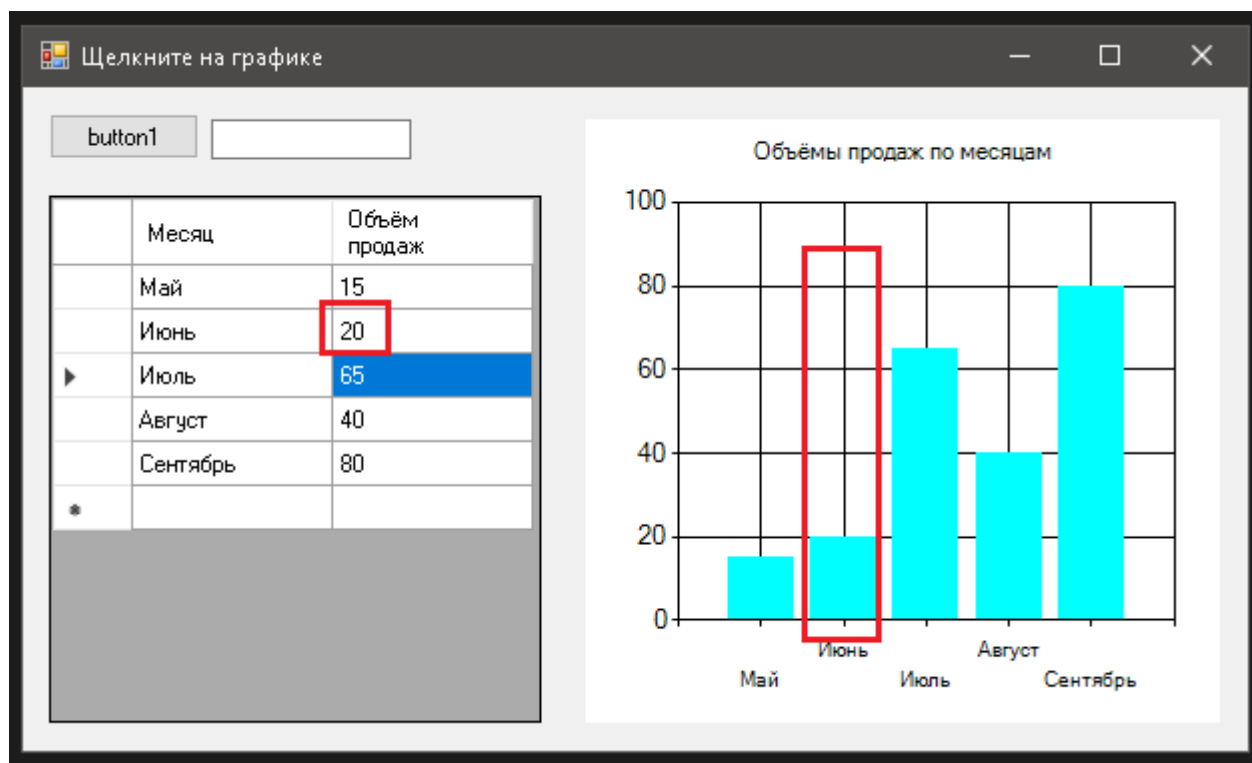 Щелкните на графике
button1
Месяц
Объём
продаж
Май 15
Июнь 20
Июль 65
Август 40
Сентябрь 80
Объёмы продаж по месяцам
100
80
60
40
20
0
Июнь Август
Май Июль Сентябрь